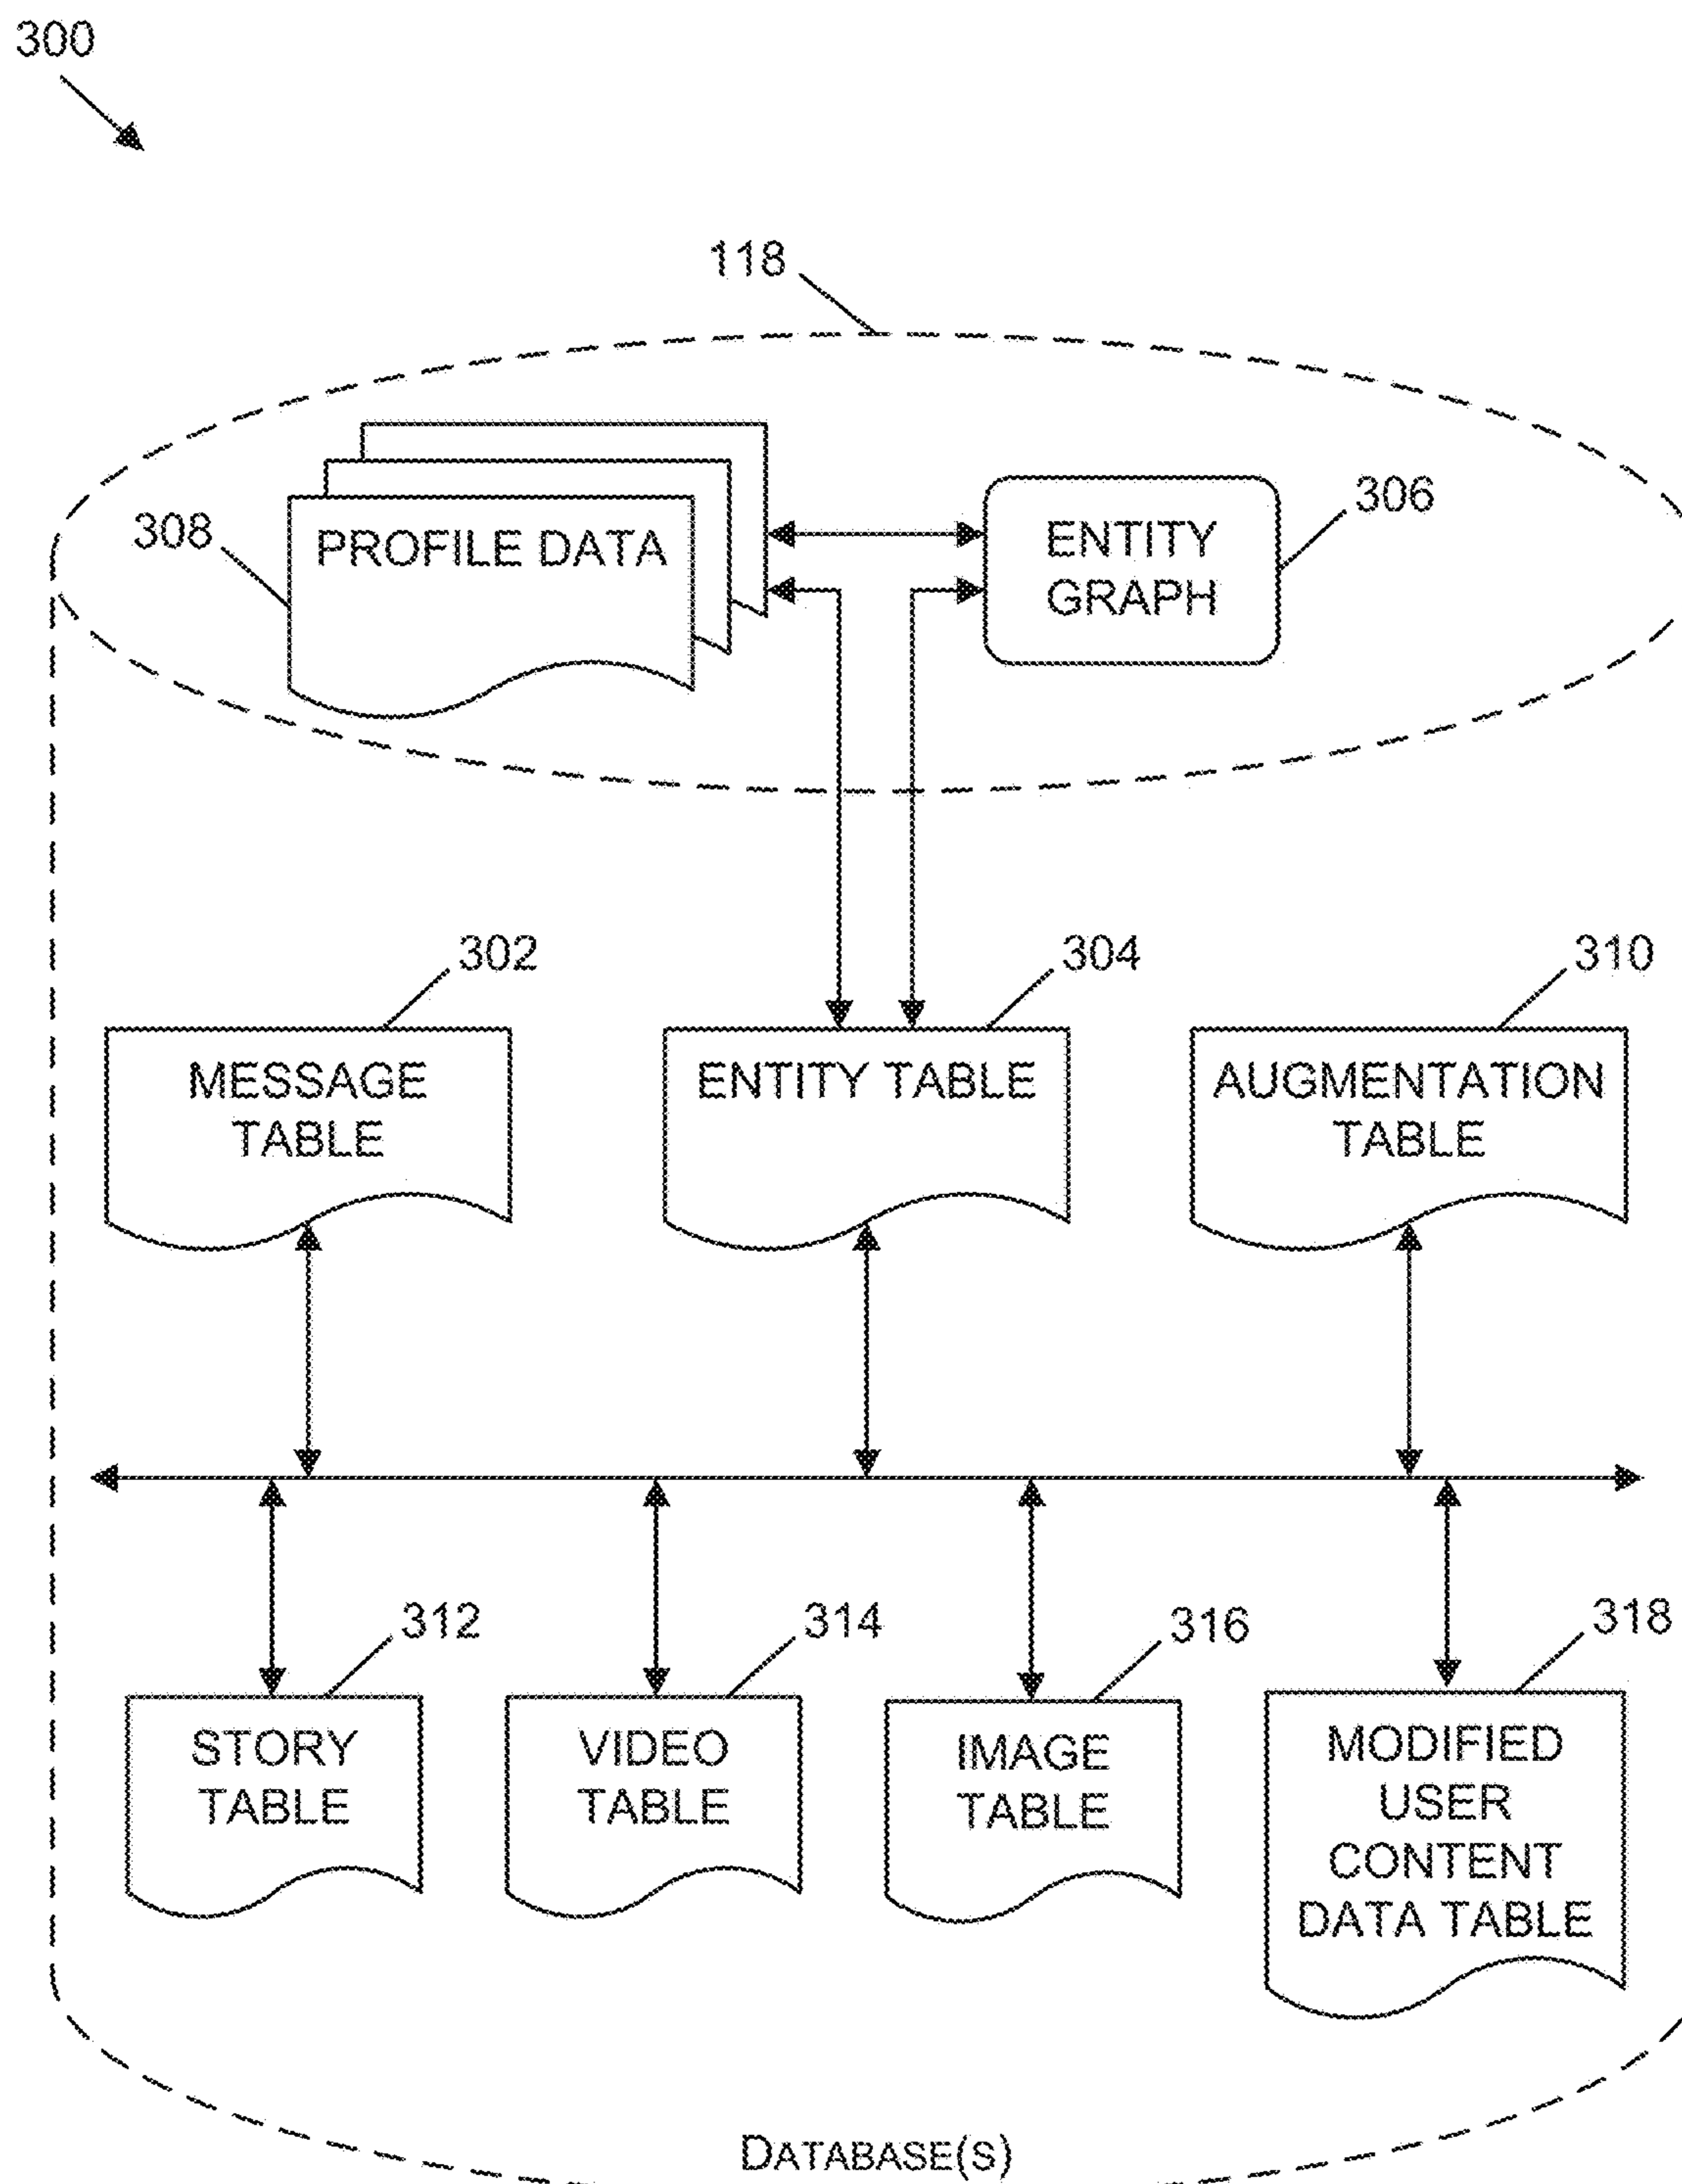 300
118
308
PROFILE DATA
ENTITY
GRAPH
306
302
304
310
MESSAGE
TABLE
ENTITY TABLE
AUGMENTATION
TABLE
312
314
316
318
STORY
TABLE
VIDEO
TABLE
IMAGE
TABLE
MODIFIED
USER
CONTENT
DATA TABLE
DATABASE(S)